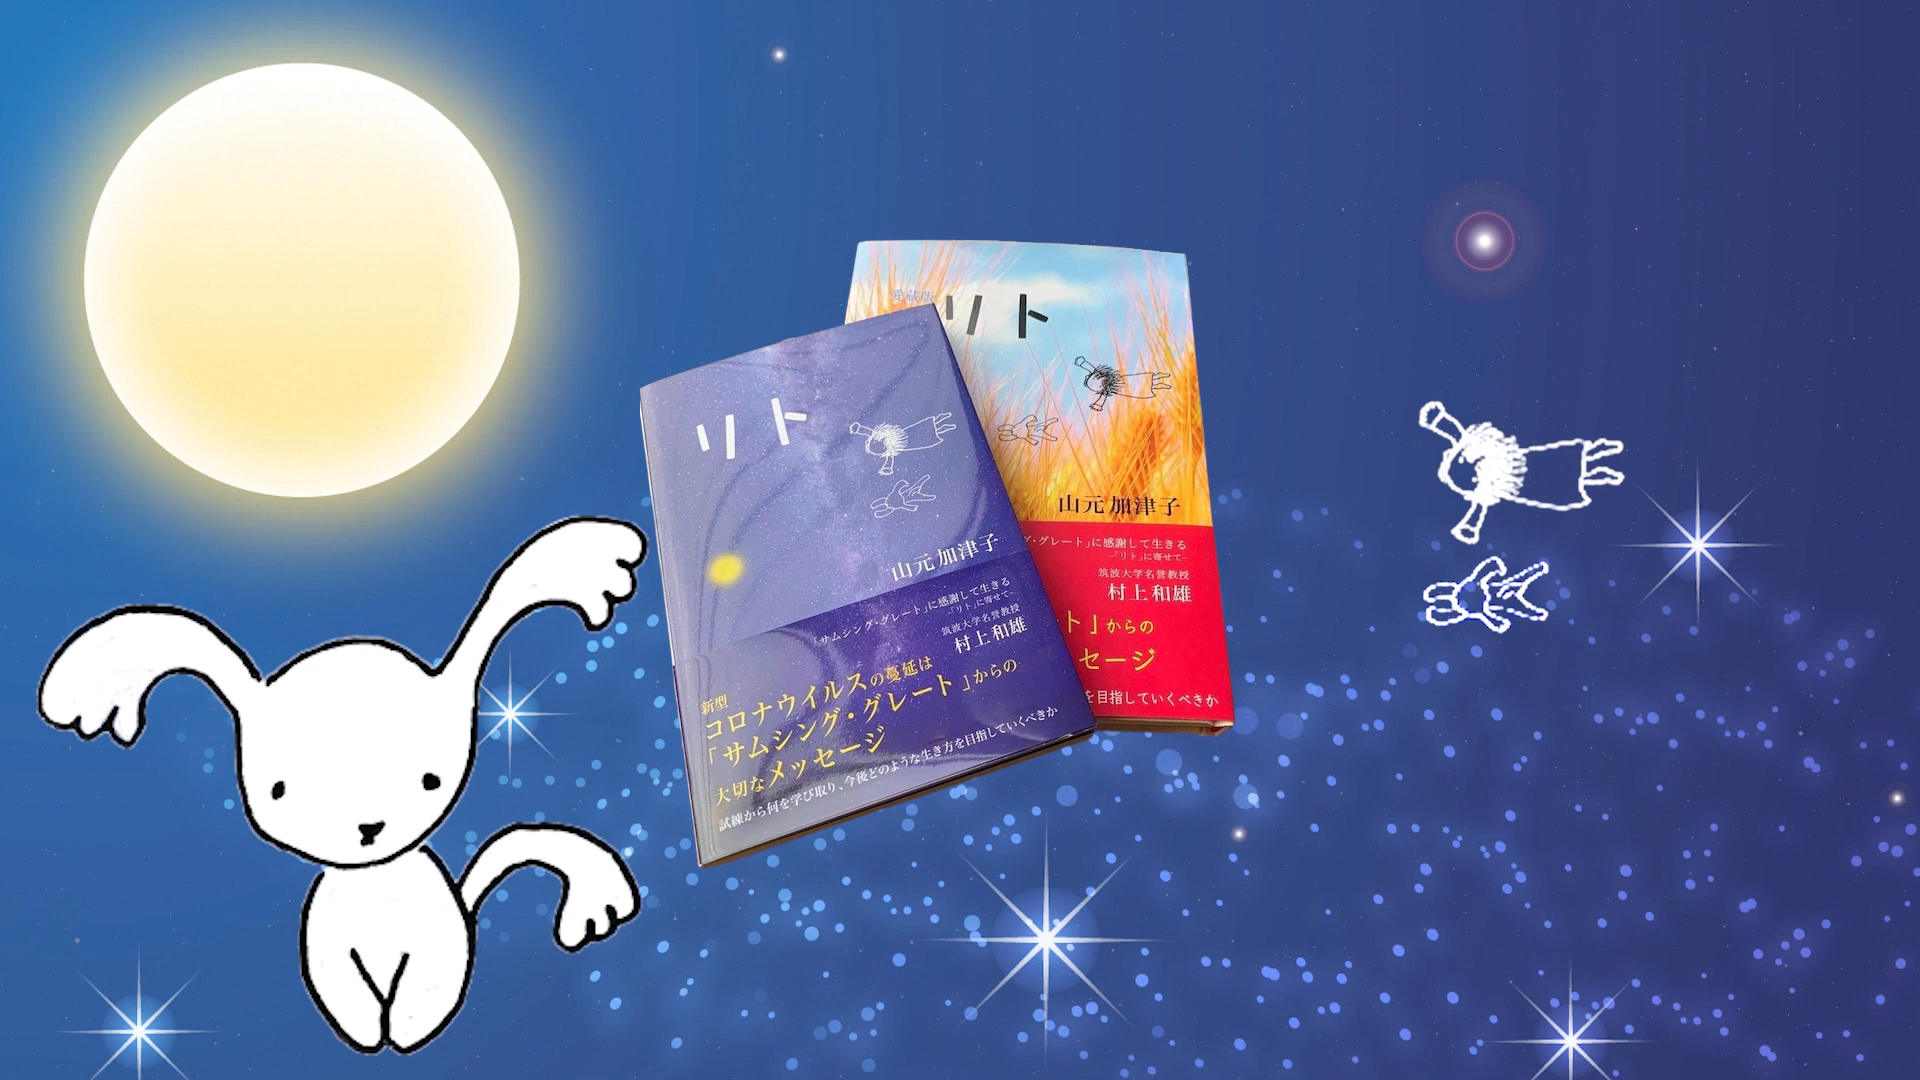 リト
山元加津子
「サムシング・グレート」に感謝して生きる
-「リト」に寄せて-
筑波大学名誉教授
村上和雄
新型
コロナウイルスの蔓延は
「サムシング・グレート」からの
大切なメッセージ
試練から何を学び取り、今後どのような生き方を目指していくべきか
愛蔵版
リト
山元加津子
グ・グレート」に感謝して生きる
-「リト」に寄せて-
筑波大学名誉教授
村上和雄
ト」からの
セージ
を目指していくべきか